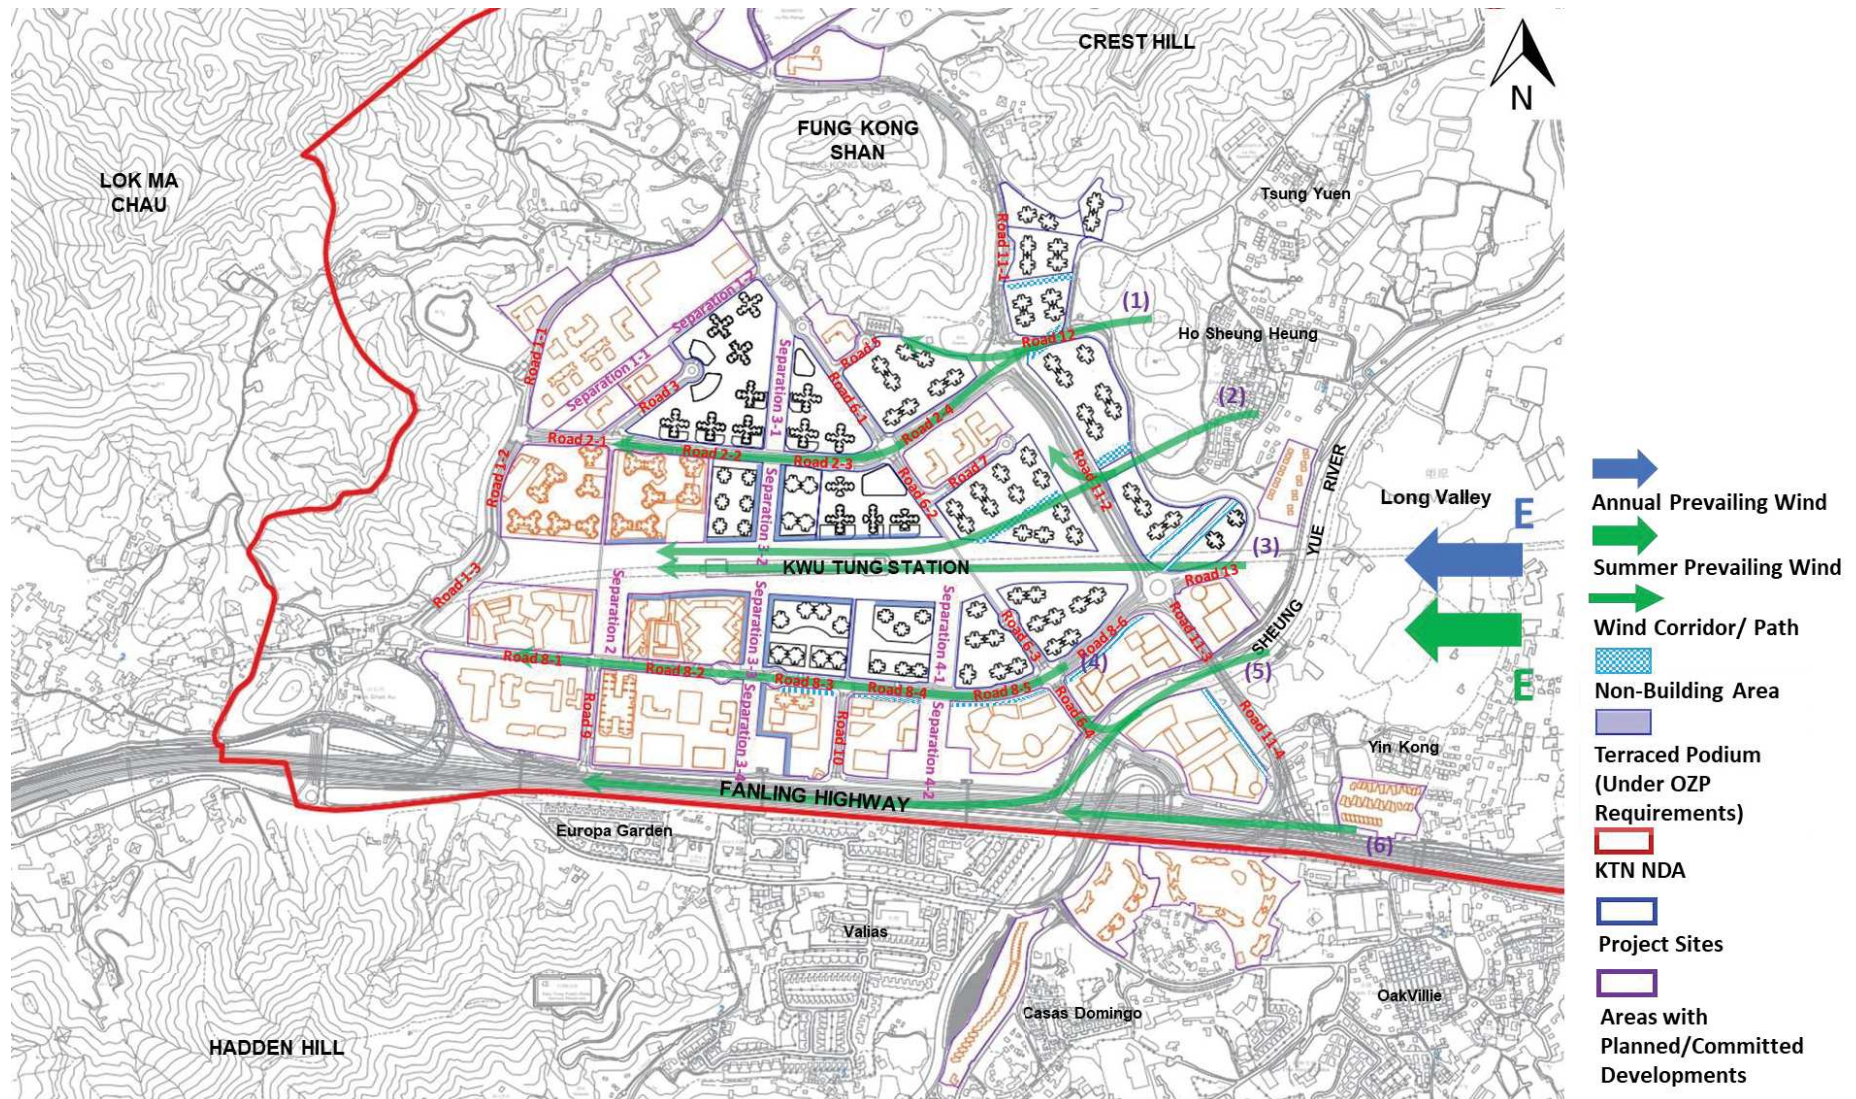 CREST HILL
N
FUNG KONG
SHAN
FUNG KONG SHAN
LOK MA
CHAU
Tsung Yuen
Road 11-1
Separation 1-2
(1)
Road 12
Ho Sheung Heung
Road 1-1
Road 5
Separation 1-1
Road 3
Separation 3-1
Road 6-1
(2)
Road 2-4
Road 2-1
Road 2-2
Road 2-3
Road 1-2
Road 7
Road 6-2
Road 11-2
Separation 3-2
Long Valley
RIVER
YUE
SHEUNG
E
(3)
KWU TUNG STATION
Road 1-3
Road 13
Separation 2
Separation 3-3
Separation 4-1
Road 6-3
Road 8-6
Road 11-3
(4)
(5)
Road 8-1
Road 8-2
Road 8-3
Road 8-4
Road 8-5
E
Road 9
Separation 3-4
Road 10
Separation 4-2
Road 6-4
Road 11-4
Yin Kong
FANLING HIGHWAY
Europa Garden
(6)
Valias
OakVillie
Casas Domingo
HADDEN HILL
Annual Prevailing Wind
Summer Prevailing Wind
Wind Corridor/ Path
Non-Building Area
Terraced Podium
(Under OZP
Requirements)
KTN NDA
Project Sites
Areas with
Planned/Committed
Developments